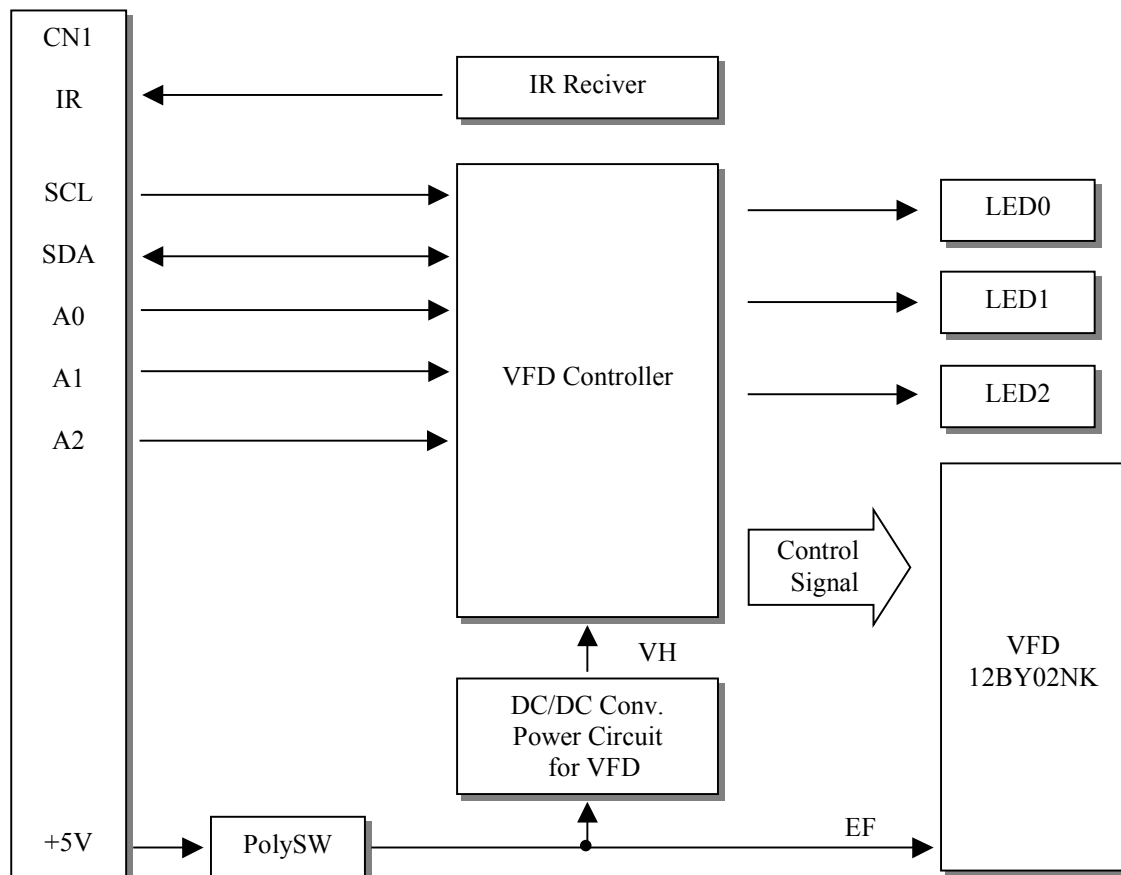 CN1
IR
IR Reciver
SCL
SDA
A0
A1
A2
VFD Controller
LED0
LED1
LED2
Control
Signal
VH
VFD
12BY02NK
DC/DC Conv.
Power Circuit
for VFD
+5V
PolySW
EF